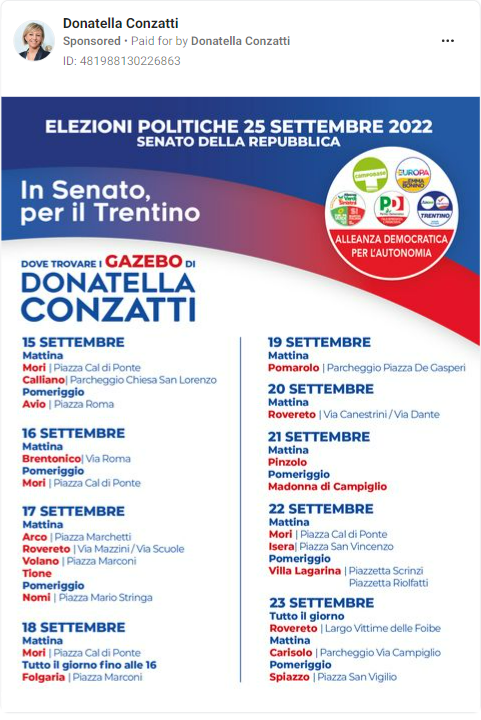 Donatella Conzatti
Sponsored • Paid for by Donatella Conzatti
ID: 481988130226863
ELEZIONI POLITICHE 25 SETTEMBRE 2022
SENATO DELLA REPUBBLICA
In Senato,
per il Trentino
CAMPOBASE
EUROPA
EMMA
BONINO
PD
TRENTINO
ALLEANZA DEMOCRATICA
PER L'AUTONOMIA
DOVE TROVARE I GAZEBO DI
DONATELLA
CONZATTI
15 SETTEMBRE
Mattina
Mori | Piazza Cal di Ponte
Calliano| Parcheggio Chiesa San Lorenzo
Pomeriggio
Avio | Piazza Roma
16 SETTEMBRE
Mattina
Brentonico| Via Roma
Pomeriggio
Mori | Piazza Cal di Ponte
17 SETTEMBRE
Mattina
Arco | Piazza Marchetti
Rovereto | Via Mazzini / Via Scuole
Volano | Piazza Marconi
Tione
Pomeriggio
Nomi | Piazza Mario Stringa
18 SETTEMBRE
Mattina
Mori | Piazza Cal di Ponte
Tutto il giorno fino alle 16
Folgaria | Piazza Marconi
19 SETTEMBRE
Mattina
Pomarolo | Parcheggio Piazza De Gasperi
20 SETTEMBRE
Mattina
Rovereto | Via Canestrini / Via Dante
21 SETTEMBRE
Mattina
Pinzolo
Pomeriggio
Madonna di Campiglio
22 SETTEMBRE
Mattina
Mori | Piazza Cal di Ponte
Isera| Piazza San Vincenzo
Pomeriggio
Villa Lagarina | Piazzetta Scrinzi
Piazzetta Riolfatti
23 SETTEMBRE
Tutto il giorno
Rovereto | Largo Vittime delle Foibe
Mattina
Carisolo | Parcheggio Via Campiglio
Pomeriggio
Spiazzo | Piazza San Vigilio